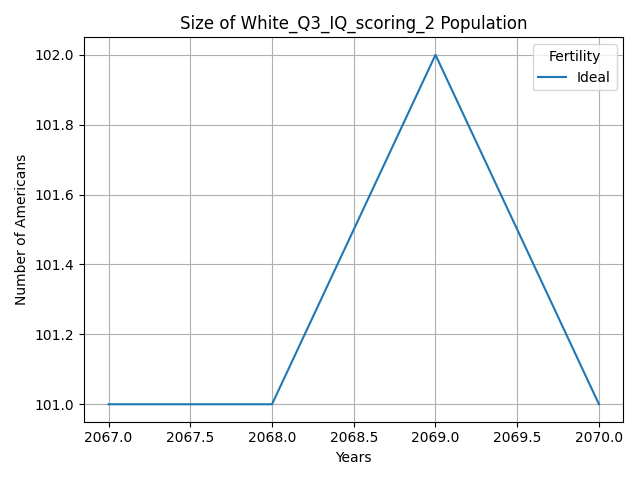 Size of White_Q3_IQ_scoring_2 Population
Fertility
Ideal
Number of Americans
102.0
101.8
101.6
101.4
101.2
101.0
2067.0 2067.5 2068.0 2068.5 2069.0 2069.5 2070.0
Years